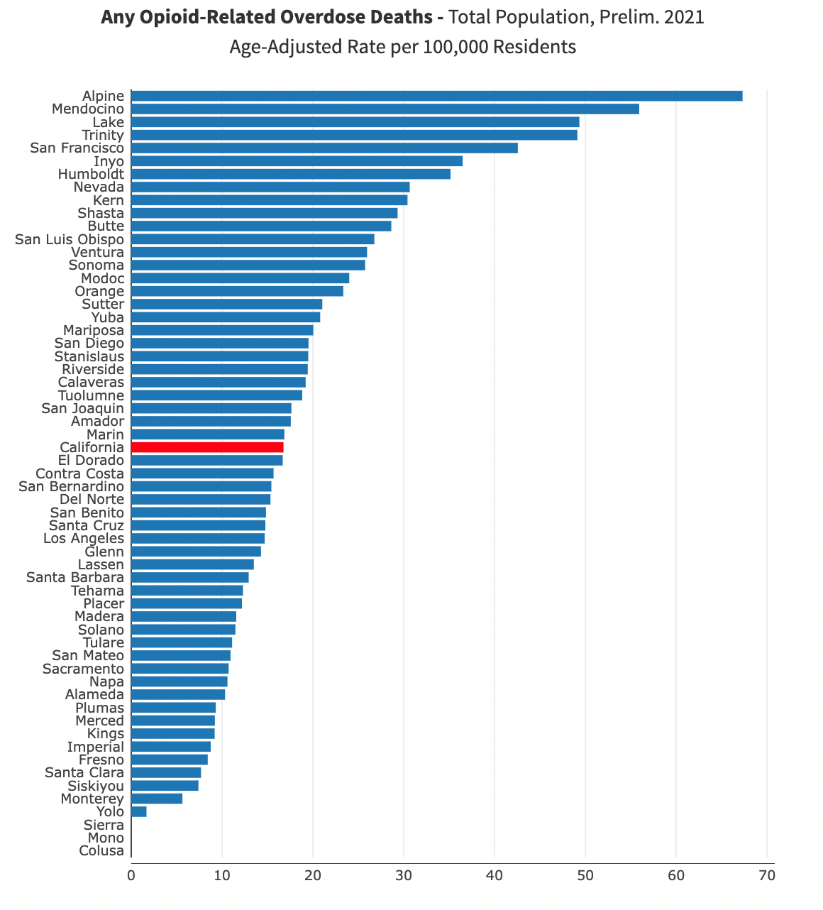 Any Opioid-Related Overdose Deaths - Total Population, Prelim. 2021
Age-Adjusted Rate per 100,000 Residents
Alpine
Mendocino
Lake
Trinity
San Francisco
Inyo
Humboldt
Nevada
Kern
Shasta
Butte
San Luis Obispo
Ventura
Sonoma
Modoc
Orange
Sutter
Yuba
Mariposa
San Diego
Stanislaus
Riverside
Calaveras
Tuolumne
San Joaquin
Amador
Marin
California
El Dorado
Contra Costa
San Bernardino
Del Norte
San Benito
Santa Cruz
Los Angeles
Glenn
Lassen
Santa Barbara
Tehama
Placer
Madera
Solano
Tulare
San Mateo
Sacramento
Napa
Alameda
Plumas
Merced
Kings
Imperial
Fresno
Santa Clara
Siskiyou
Monterey
Yolo
Sierra
Mono
Colusa
0 10 20 30 40 50 60 70